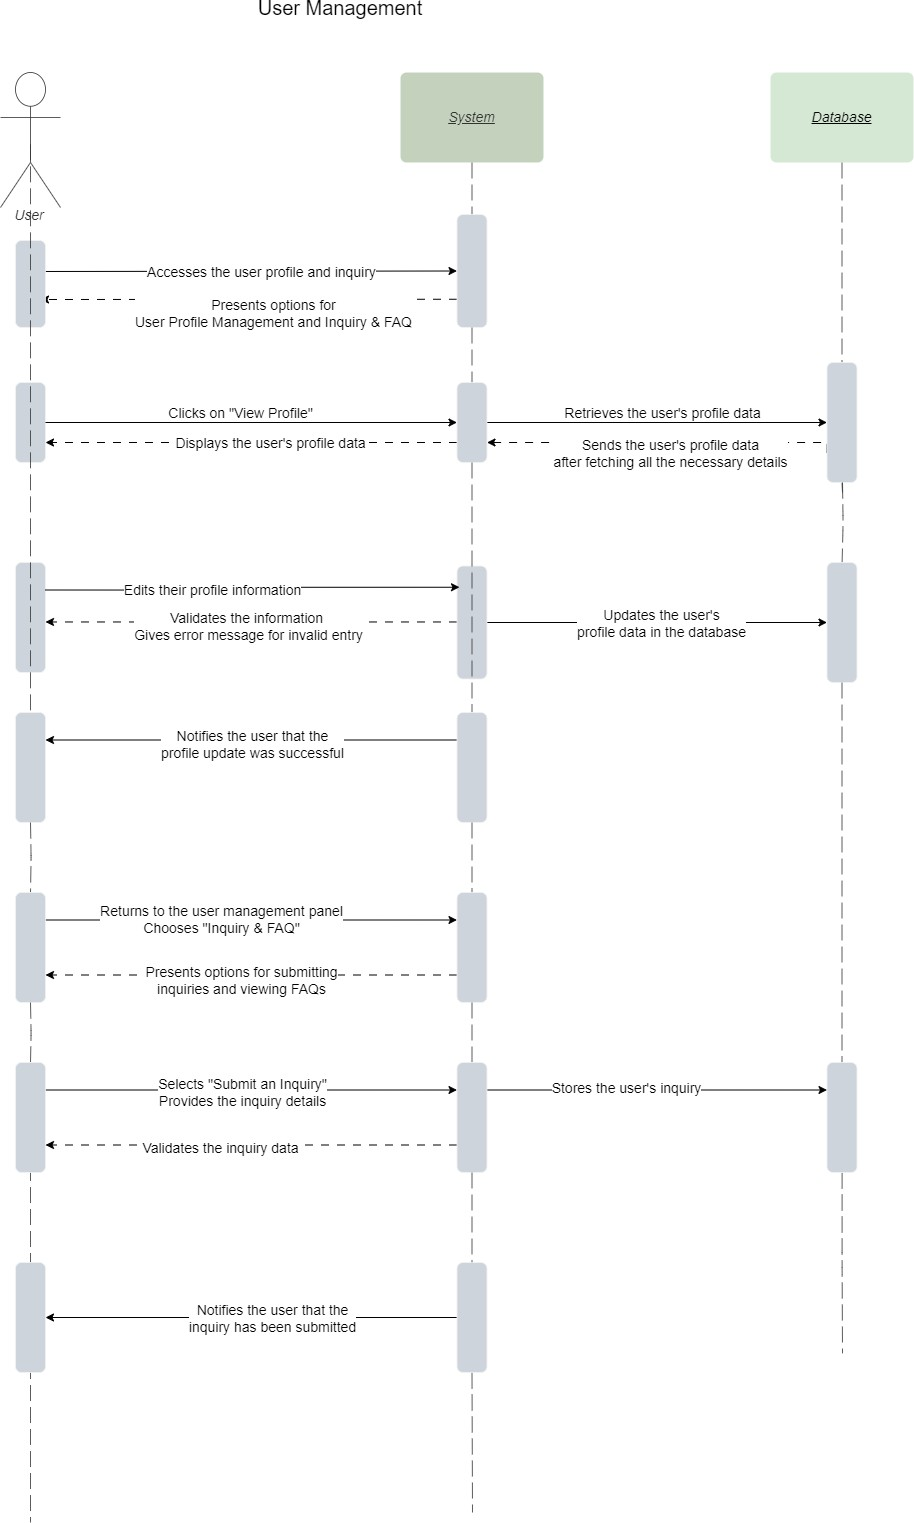 User Management
System
Database
User
Accesses the user profile and inquiry
Presents options for
User Profile Management and Inquiry & FAQ
Clicks on "View Profile"
Retrieves the user's profile data
Displays the user's profile data
Sends the user's profile data
after fetching all the necessary details
Edits their profile information
Validates the information
Gives error message for invalid entry
Updates the user's
profile data in the database
Notifies the user that the
profile update was successful
Returns to the user management panel
Chooses "Inquiry & FAQ"
Presents options for submitting
inquiries and viewing FAQs
Selects "Submit an Inquiry"
Provides the inquiry details
Stores the user's inquiry
Validates the inquiry data
Notifies the user that the
inquiry has been submitted